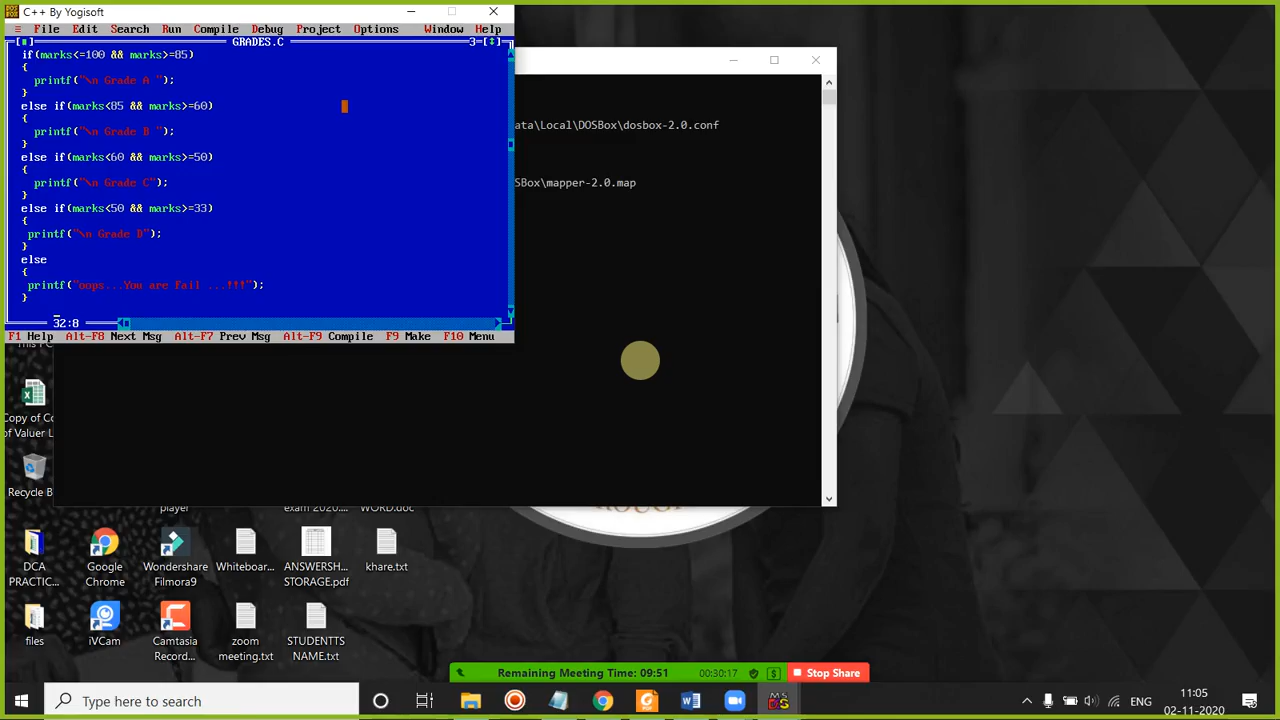 C++ By Yogisoft
≡ File Edit Search Run Compile Debug Project Options Window Help
GRADES.C 3
if(marks<=100 && marks>=85)
{
printf("\n Grade A ");
}
else if(marks<85 && marks>=60)
{
printf("\n Grade B ");
}
else if(marks<60 && marks>=50)
{
printf("\n Grade C");
}
else if(marks<50 && marks>=33)
{
printf("\n Grade D");
}
else
{
printf("oops...You are Fail ...!!!");
}
32:8
F1 Help Alt-F8 Next Msg Alt-F7 Prev Msg Alt-F9 Compile F9 Make F10 Menu
ata\Local\DOSBox\dosbox-2.0.conf
SBox\mapper-2.0.map
Copy of Co
of Valuer L
Recycle B
player
exam 2020....
WORD.doc
DCA
PRACTIC...
Google
Chrome
Wondershare
Filmora9
Whiteboar...
ANSWERSH...
STORAGE.pdf
khare.txt
files
iVCam
Camtasia
Record...
zoom
meeting.txt
STUDENTTS
NAME.txt
Remaining Meeting Time: 09:51
00:30:17
Stop Share
Type here to search
ENG
11:05
02-11-2020